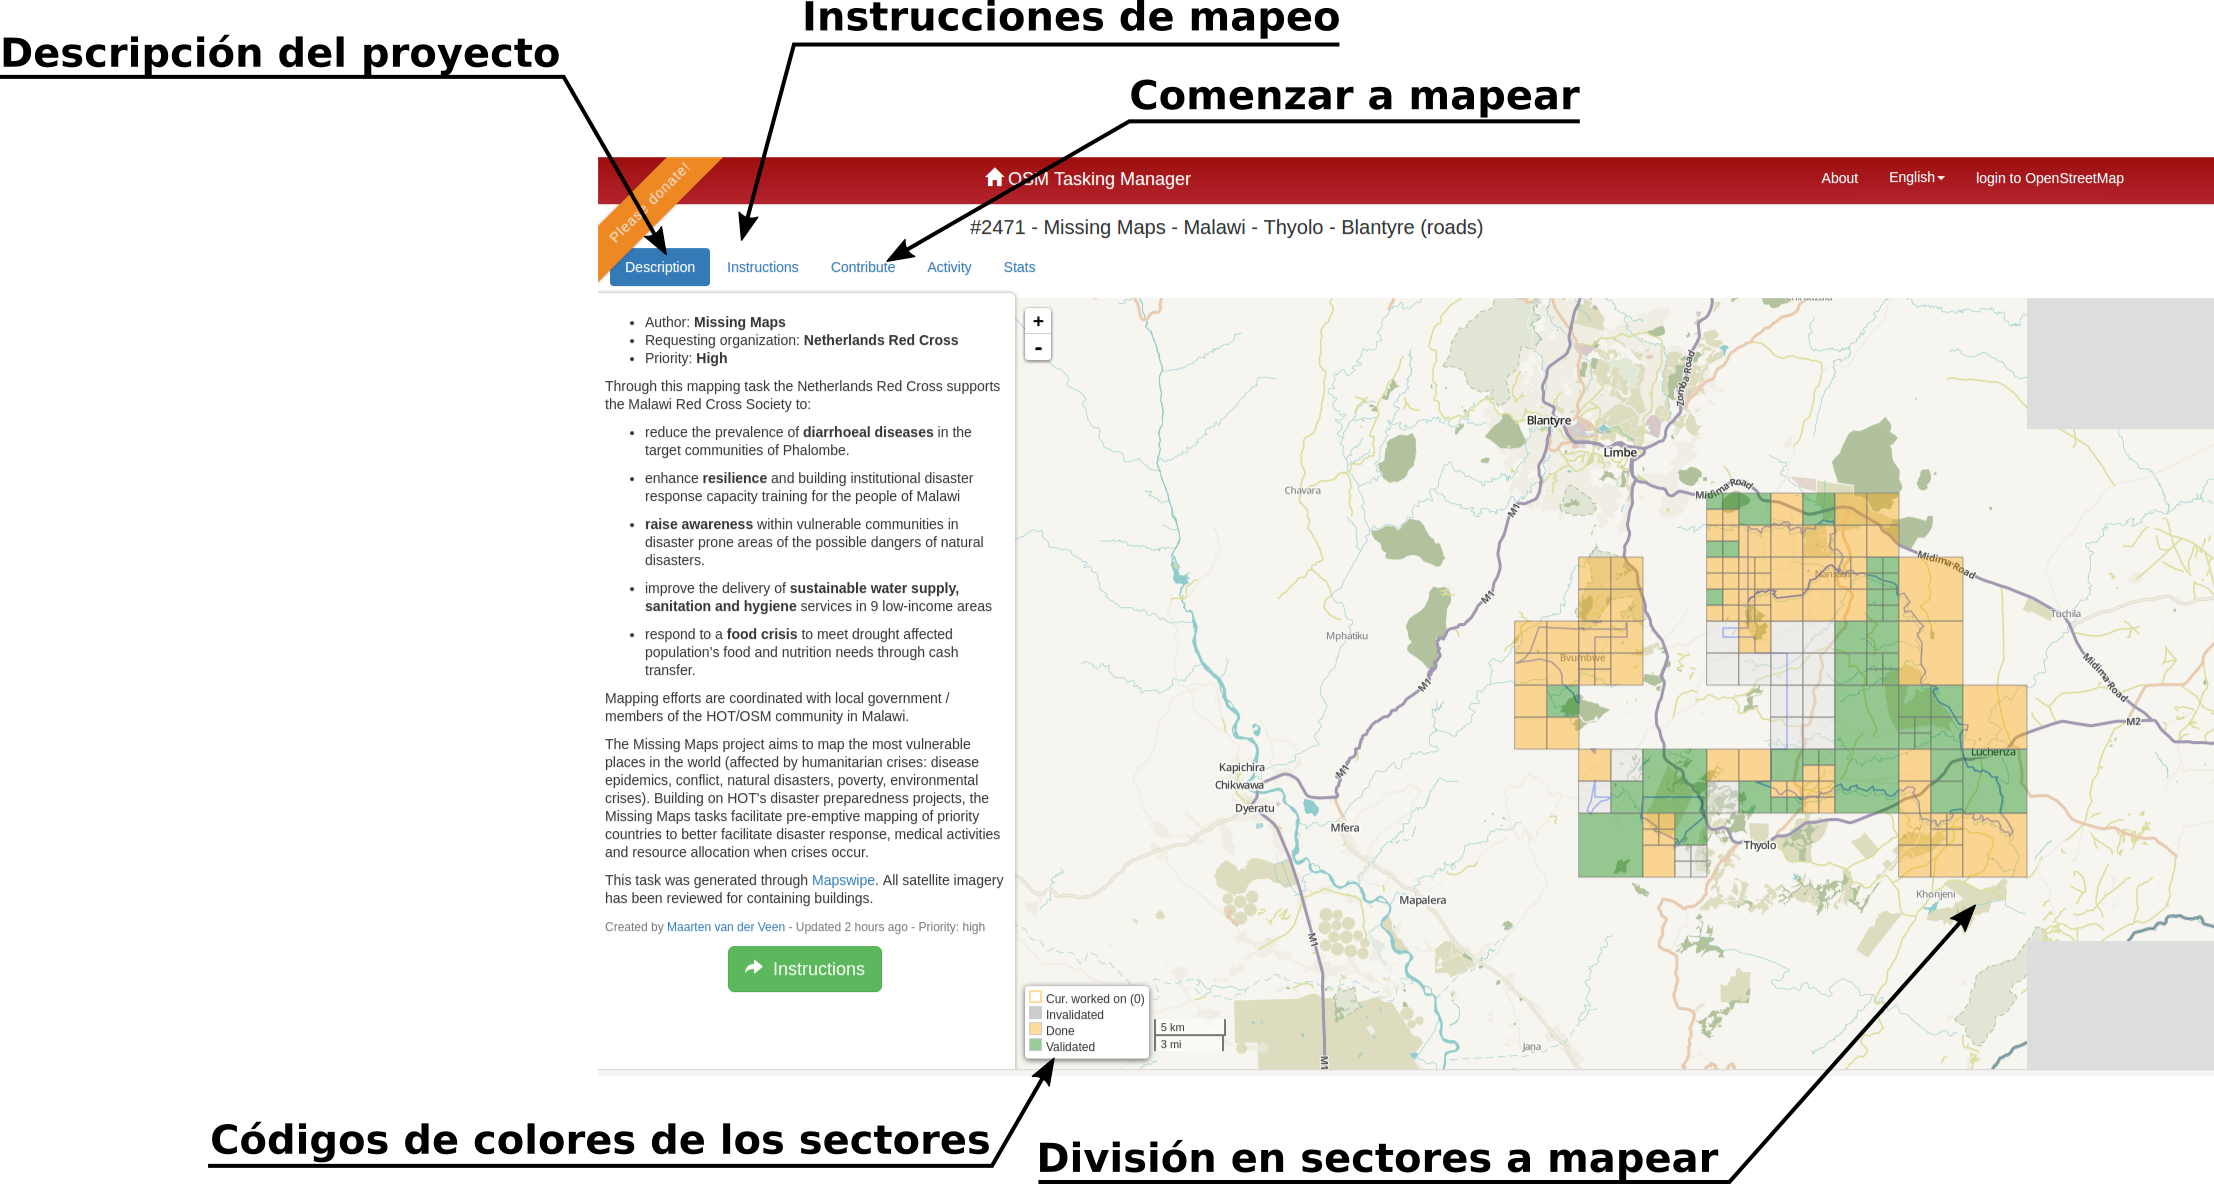 Instrucciones de mapeo
Descripción del proyecto
Comenzar a mapear
Please donate!
OSM Tasking Manager
About
English
login to OpenStreetMap
#2471 - Missing Maps - Malawi - Thyolo - Blantyre (roads)
Description
Instructions
Contribute
Activity
Stats
Author: Missing Maps
Requesting organization: Netherlands Red Cross
Priority: High
Through this mapping task the Netherlands Red Cross supports
the Malawi Red Cross Society to:
reduce the prevalence of diarrhoeal diseases in the
target communities of Phalombe.
enhance resilience and building institutional disaster
response capacity training for the people of Malawi
raise awareness within vulnerable communities in
disaster prone areas of the possible dangers of natural
disasters.
improve the delivery of sustainable water supply,
sanitation and hygiene services in 9 low-income areas
respond to a food crisis to meet drought affected
population's food and nutrition needs through cash
transfer.
Mapping efforts are coordinated with local government /
members of the HOT/OSM community in Malawi.
The Missing Maps project aims to map the most vulnerable
places in the world (affected by humanitarian crises: disease
epidemics, conflict, natural disasters, poverty, environmental
crises). Building on HOT's disaster preparedness projects, the
Missing Maps tasks facilitate pre-emptive mapping of priority
countries to better facilitate disaster response, medical activities
and resource allocation when crises occur.
This task was generated through Mapswipe. All satellite imagery
has been reviewed for containing buildings.
Created by Maarten van der Veen - Updated 2 hours ago - Priority: high
Instructions
+
-
Zomba Road
Blantyre
Limbe
Chavara
Midima Road
M1
Midima Road
Tuchila
M1
Mphatiku
Bvumbwe
Midima Road
M1
M2
Luchenza
Kapichira
M1
Chikwawa
Dyeratu
Mfera
Thyolo
Khonjeni
Mapalera
M1
Jana
M1
Cur. worked on (0)
Invalidated
Done
Validated
5 km
3 mi
Códigos de colores de los sectores
División en sectores a mapear